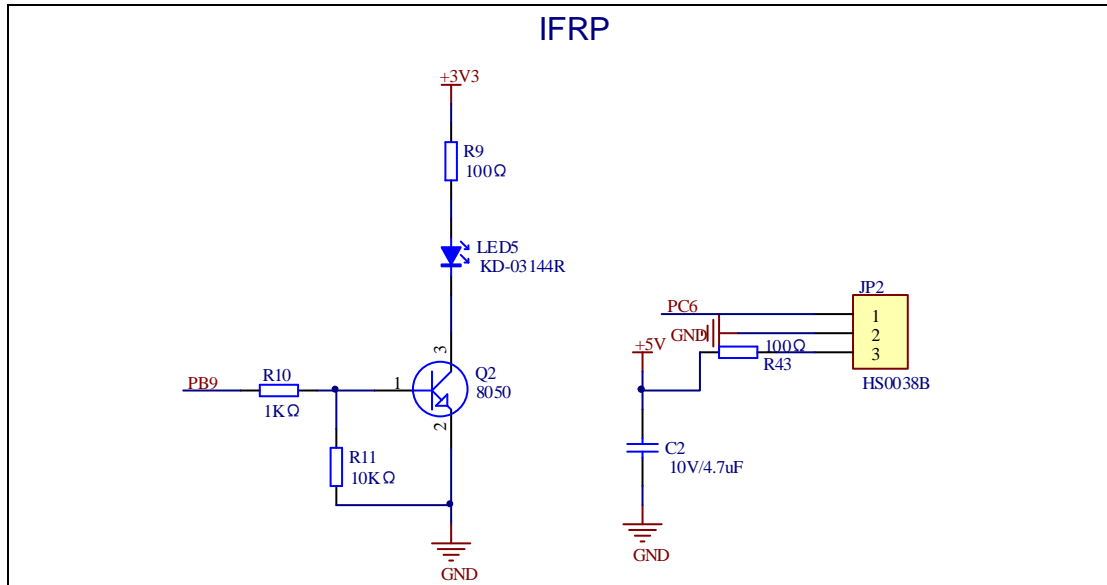 IFRP
+3V3
R9
100Ω
LED5
KD-03144R
3
Q2
8050
1
2
PB9
R10
1KΩ
R11
10KΩ
GND
JP2
PC6
1
GND
2
+5V
100Ω
3
R43
HS0038B
C2
10V/4.7uF
GND